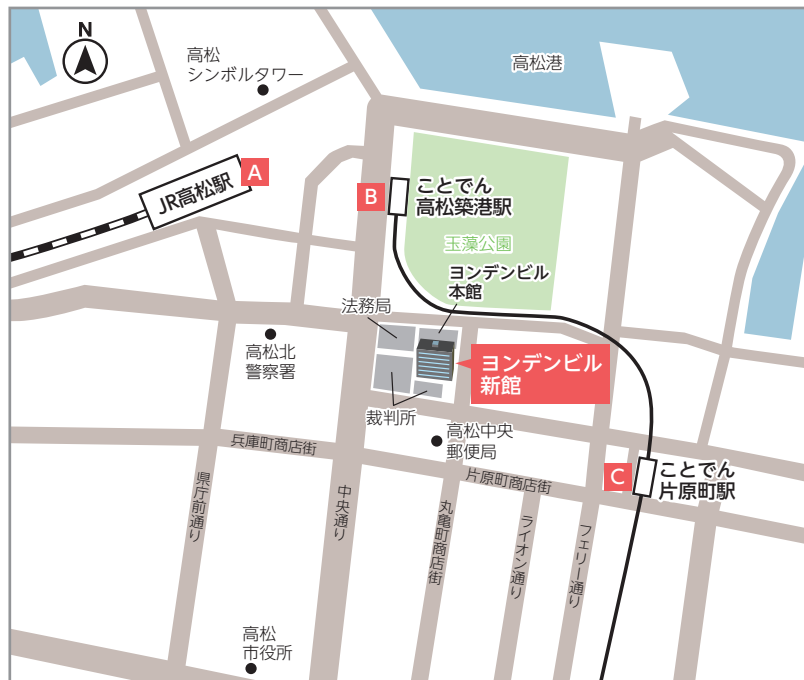 N
高松
シンボルタワー
高松港
JR高松駅
A
B
ことでん
高松築港駅
玉藻公園
ヨンデンビル
本館
法務局
高松北
警察署
ヨンデンビル
新館
裁判所
高松中央
郵便局
兵庫町商店街
片原町商店街
C
ことでん
片原町駅
県庁前通り
中央通り
丸亀町商店街
ライオン通り
フェリー通り
高松
市役所